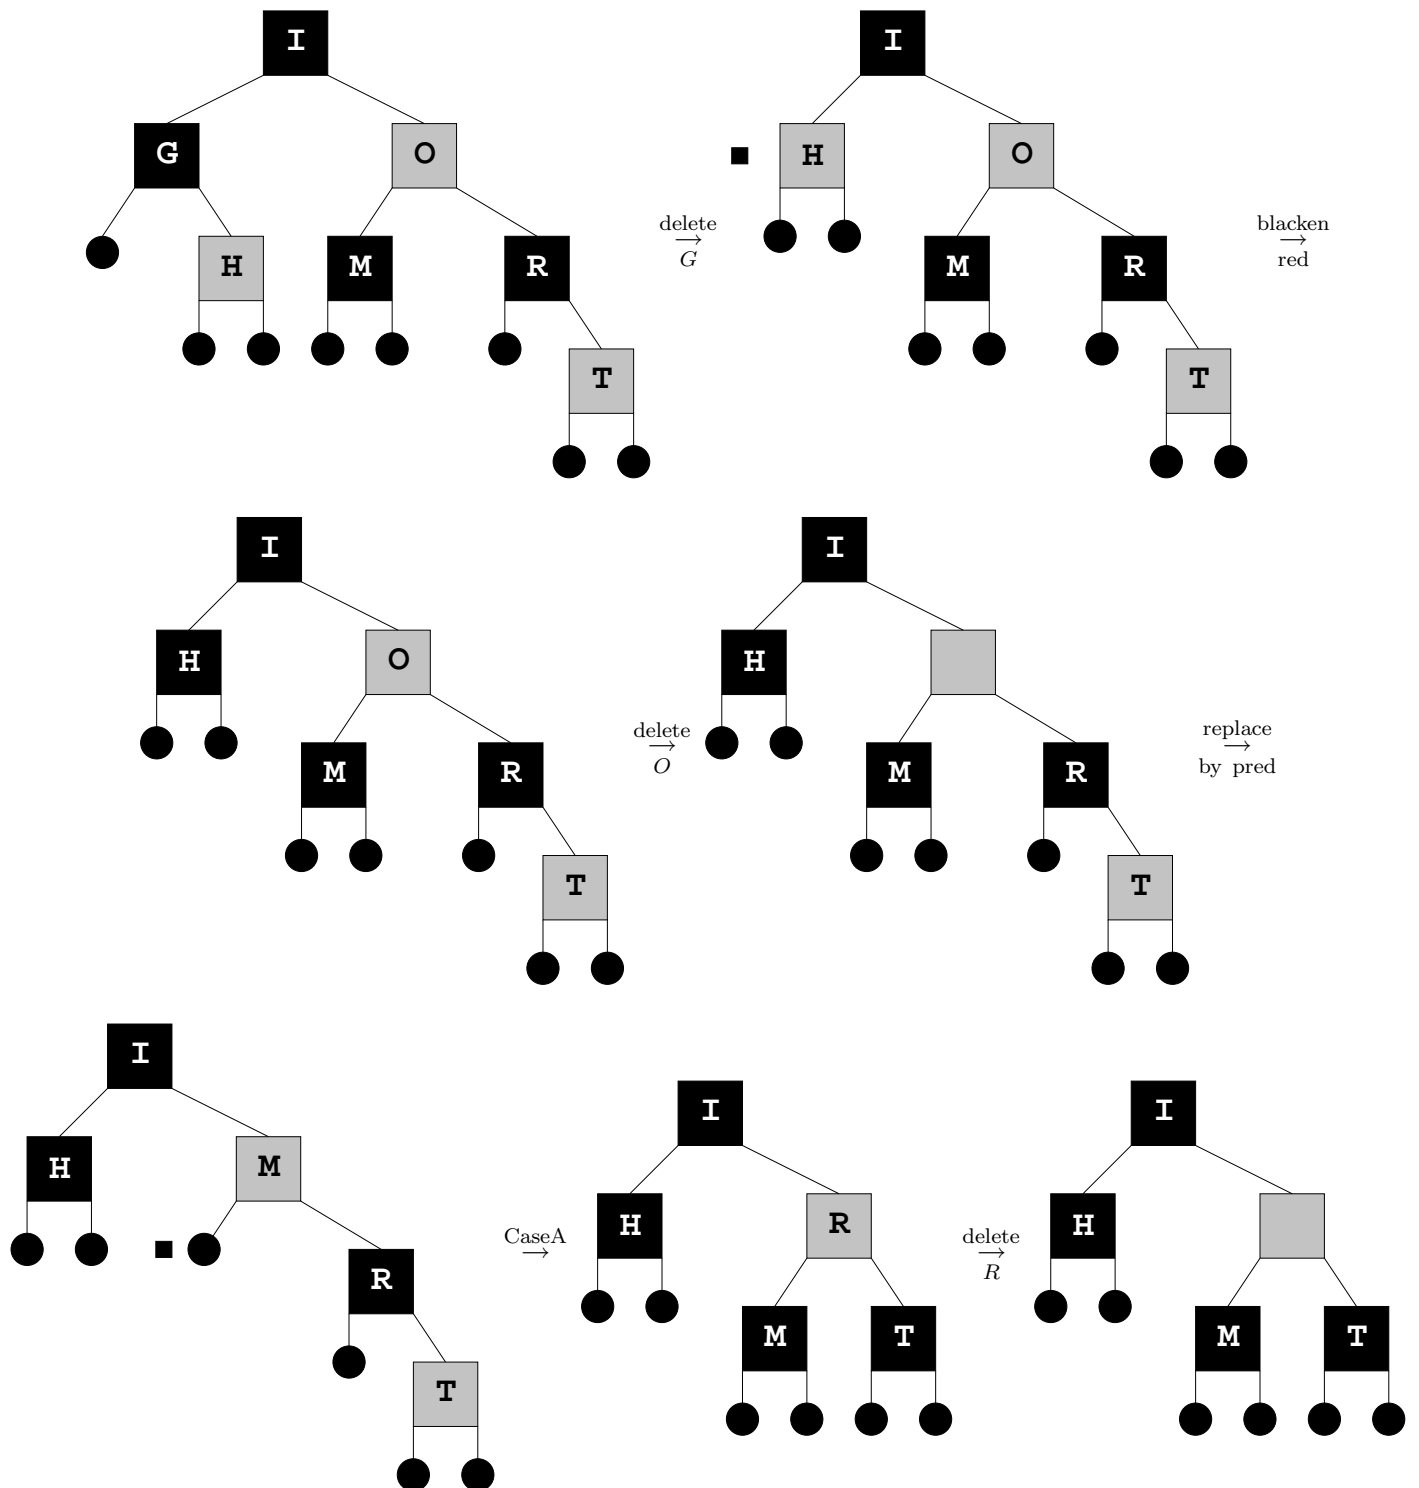 I
I
G
O
H
O
delete
→
G
blacken
→
red
H
M
R
M
R
T
T
I
I
H
O
H
delete
→
O
replace
→
by pred
M
R
M
R
T
T
I
I
I
H
M
H
R
H
CaseA
→
delete
→
R
R
M
T
M
T
T